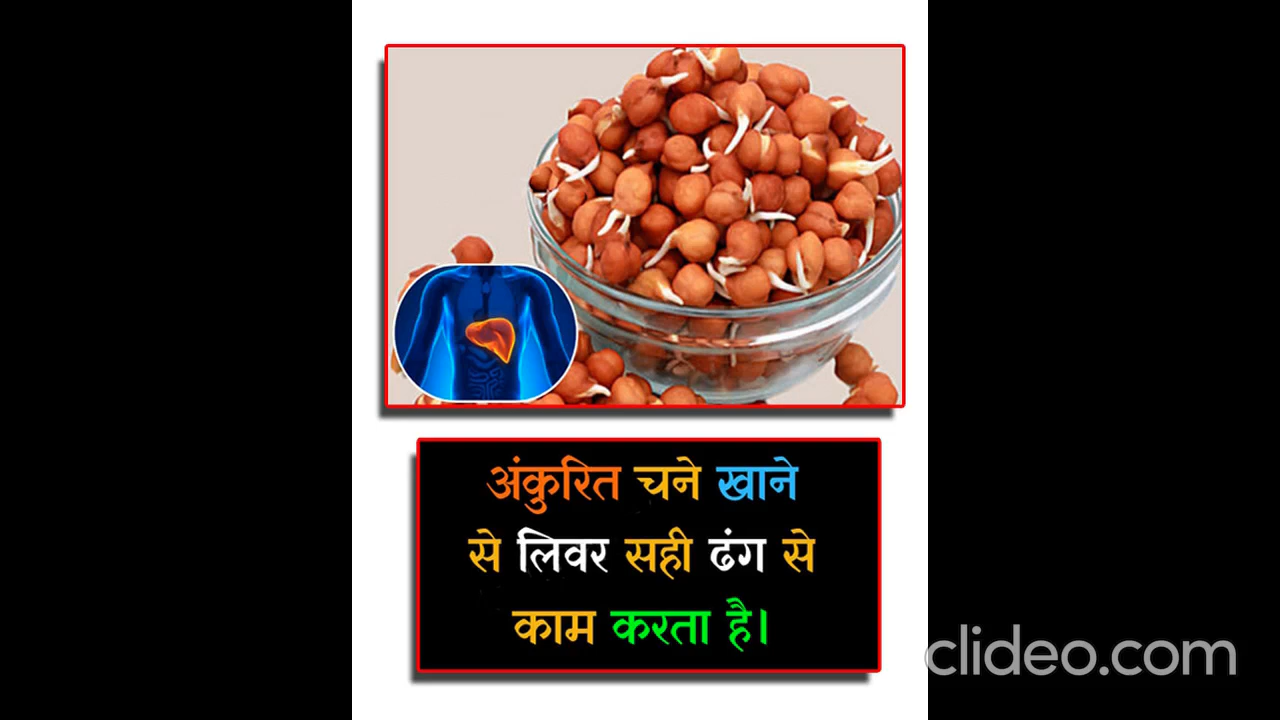 अंकुरित चने खाने
से लिवर सही ढंग से
काम करता है।
clideo.com